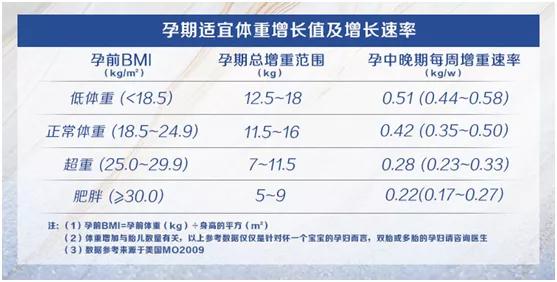 孕期适宜体重增长值及增长速率
孕前BMI 孕期总增重范围 孕中晚期每周增重速率
(kg/m²) (kg) (kg/w)
低体重 (<18.5) 12.5~18 0.51 (0.44~0.58)
正常体重 (18.5~24.9) 11.5~16 0.42 (0.35~0.50)
超重 (25.0~29.9) 7~11.5 0.28 (0.23~0.33)
肥胖 (≥30.0) 5~9 0.22(0.17~0.27)
注:(1)孕前BMI=孕前体重(kg)÷身高的平方(m²)
(2)体重增加与胎儿数量有关,以上参考数据仅仅是针对怀一个宝宝的孕妇而言,双胎或多胎的孕妇请咨询医生
(3)数据参考来源于美国MO2009